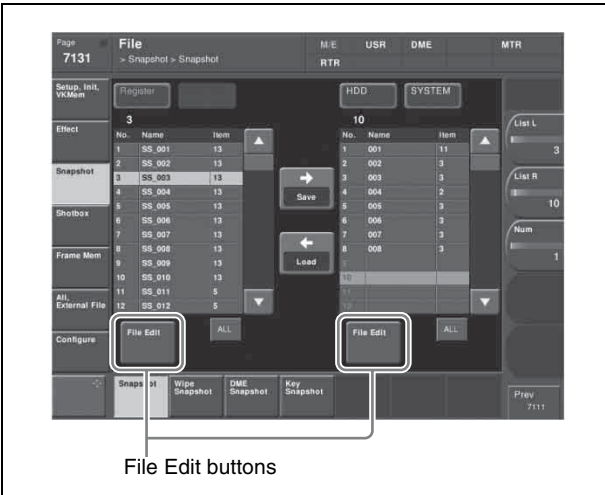 Page
7131
File
> Snapshot > Snapshot
M/E USR DME MTR
RTR
Setup, Init,
VKMem
Effect
Snapshot
Shotbox
Frame Mem
All,
External File
Configure
Register
3
No. Name Item
1 SS_001 13
2 SS_002 13
3 SS_003 13
4 SS_004 13
5 SS_005 13
6 SS_006 13
7 SS_007 13
8 SS_008 13
9 SS_009 13
10 SS_010 13
11 SS_011 5
12 SS_012 5
File Edit
ALL
Save
Load
HDD
SYSTEM
10
No. Name Item
1 001 11
2 002 3
3 003 3
4 004 2
5 005 3
6 006 3
7 007 3
8 008 3
9
10
11
12
File Edit
ALL
List L
3
List R
10
Num
1
Snapshot
Wipe
Snapshot
DME
Snapshot
Key
Snapshot
Prev
7111
File Edit buttons